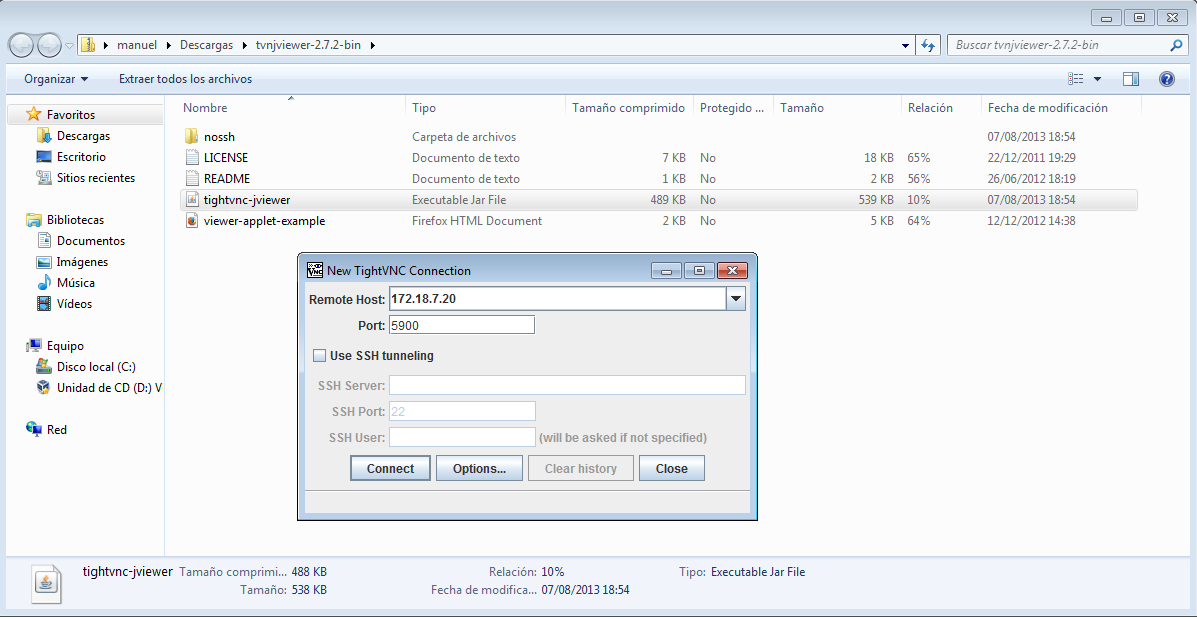 manuel Descargas tvnjviewer-2.7.2-bin Buscar tvnjviewer-2.7.2-bin
Organizar Extraer todos los archivos
Nombre Tipo Tamaño comprimido Protegido ... Tamaño Relación Fecha de modificación
Favoritos
Descargas
Escritorio
Sitios recientes
Bibliotecas
Documentos
Imágenes
Música
Vídeos
Equipo
Disco local (C:)
Unidad de CD (D:) V
Red
nossh Carpeta de archivos 07/08/2013 18:54
LICENSE Documento de texto 7 KB No 18 KB 65% 22/12/2011 19:29
README Documento de texto 1 KB No 2 KB 56% 26/06/2012 18:19
tightvnc-jviewer Executable Jar File 489 KB No 539 KB 10% 07/08/2013 18:54
viewer-applet-example Firefox HTML Document 2 KB No 5 KB 64% 12/12/2012 14:38
VNC New TightVNC Connection
Remote Host: 172.18.7.20
Port: 5900
Use SSH tunneling
SSH Server:
SSH Port: 22
SSH User: (will be asked if not specified)
Connect Options... Clear history Close
tightvnc-jviewer Tamaño comprimi... 488 KB Relación: 10% Tipo: Executable Jar File
Tamaño: 538 KB Fecha de modifica... 07/08/2013 18:54